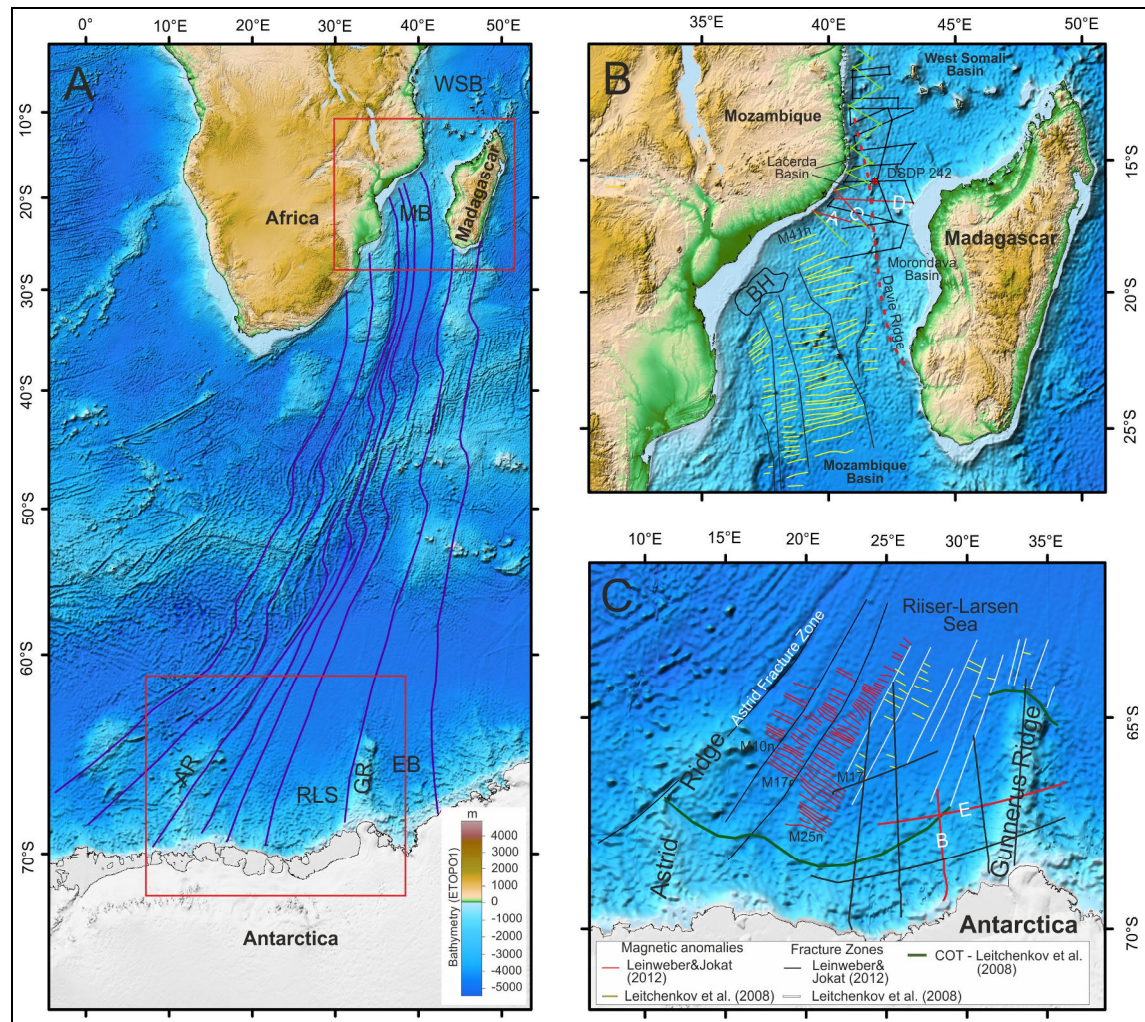 0° 10°E 20°E 30°E 40°E 50°E
A
WSB
10°S
20°S
30°S
40°S
50°S
60°S
70°S
Africa
MB
Madagascar
AR
RLS
GR
EB
Antarctica
m
4000
3000
2000
1000
0
-1000
-2000
-3000
-4000
-5000
Bathymetry (ETOPO1)
35°E 40°E 45°E 50°E
B
West Somali
Basin
Mozambique
Lacerda
Basin
DSDP 242
A
C
D
M41n
Madagascar
Morondava
Basin
BH
Davie Ridge
Mozambique
Basin
15°S
20°S
25°S
10°E 15°E 20°E 25°E 30°E 35°E
C
Riiser-Larsen
Sea
Astrid Fracture Zone
Astrid Ridge
M10n
M17r
M17
M25n
E
B
Gunnerus Ridge
Antarctica
65°S
70°S
Magnetic anomalies
Leinweber&Jokat
(2012)
Leitchenkov et al. (2008)
Fracture Zones
Leinweber&
Jokat (2012)
Leitchenkov et al. (2008)
COT - Leitchenkov et al.
(2008)